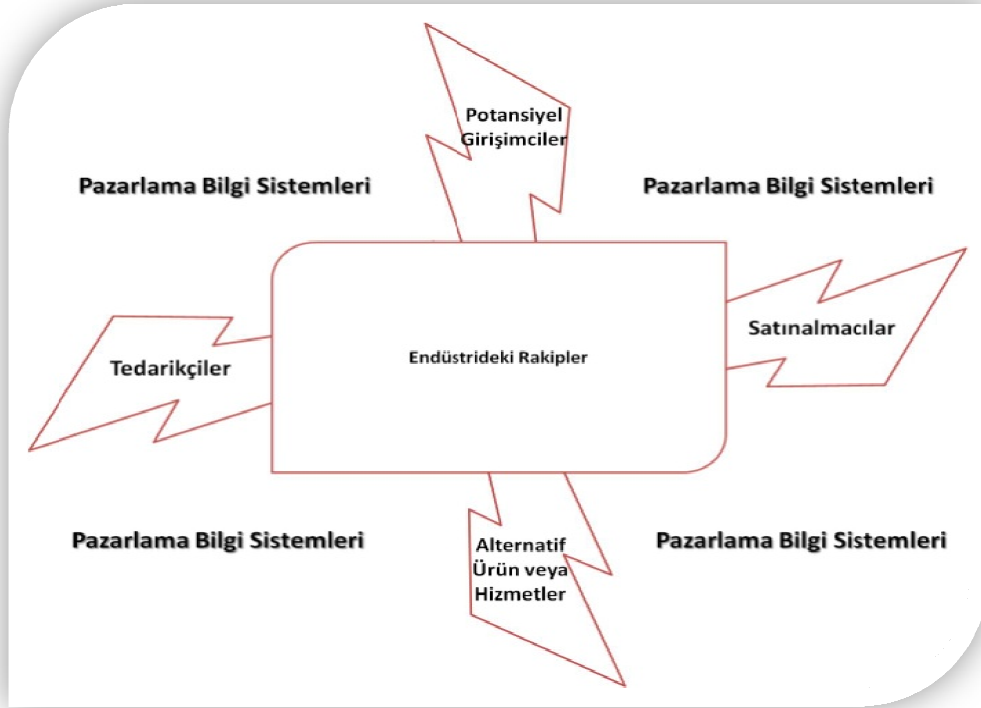 Potansiyel
Girişimciler
Pazarlama Bilgi Sistemleri
Pazarlama Bilgi Sistemleri
Satınalmacılar
Tedarikçiler
Endüstrideki Rakipler
Pazarlama Bilgi Sistemleri
Pazarlama Bilgi Sistemleri
Alternatif
Ürün veya
Hizmetler